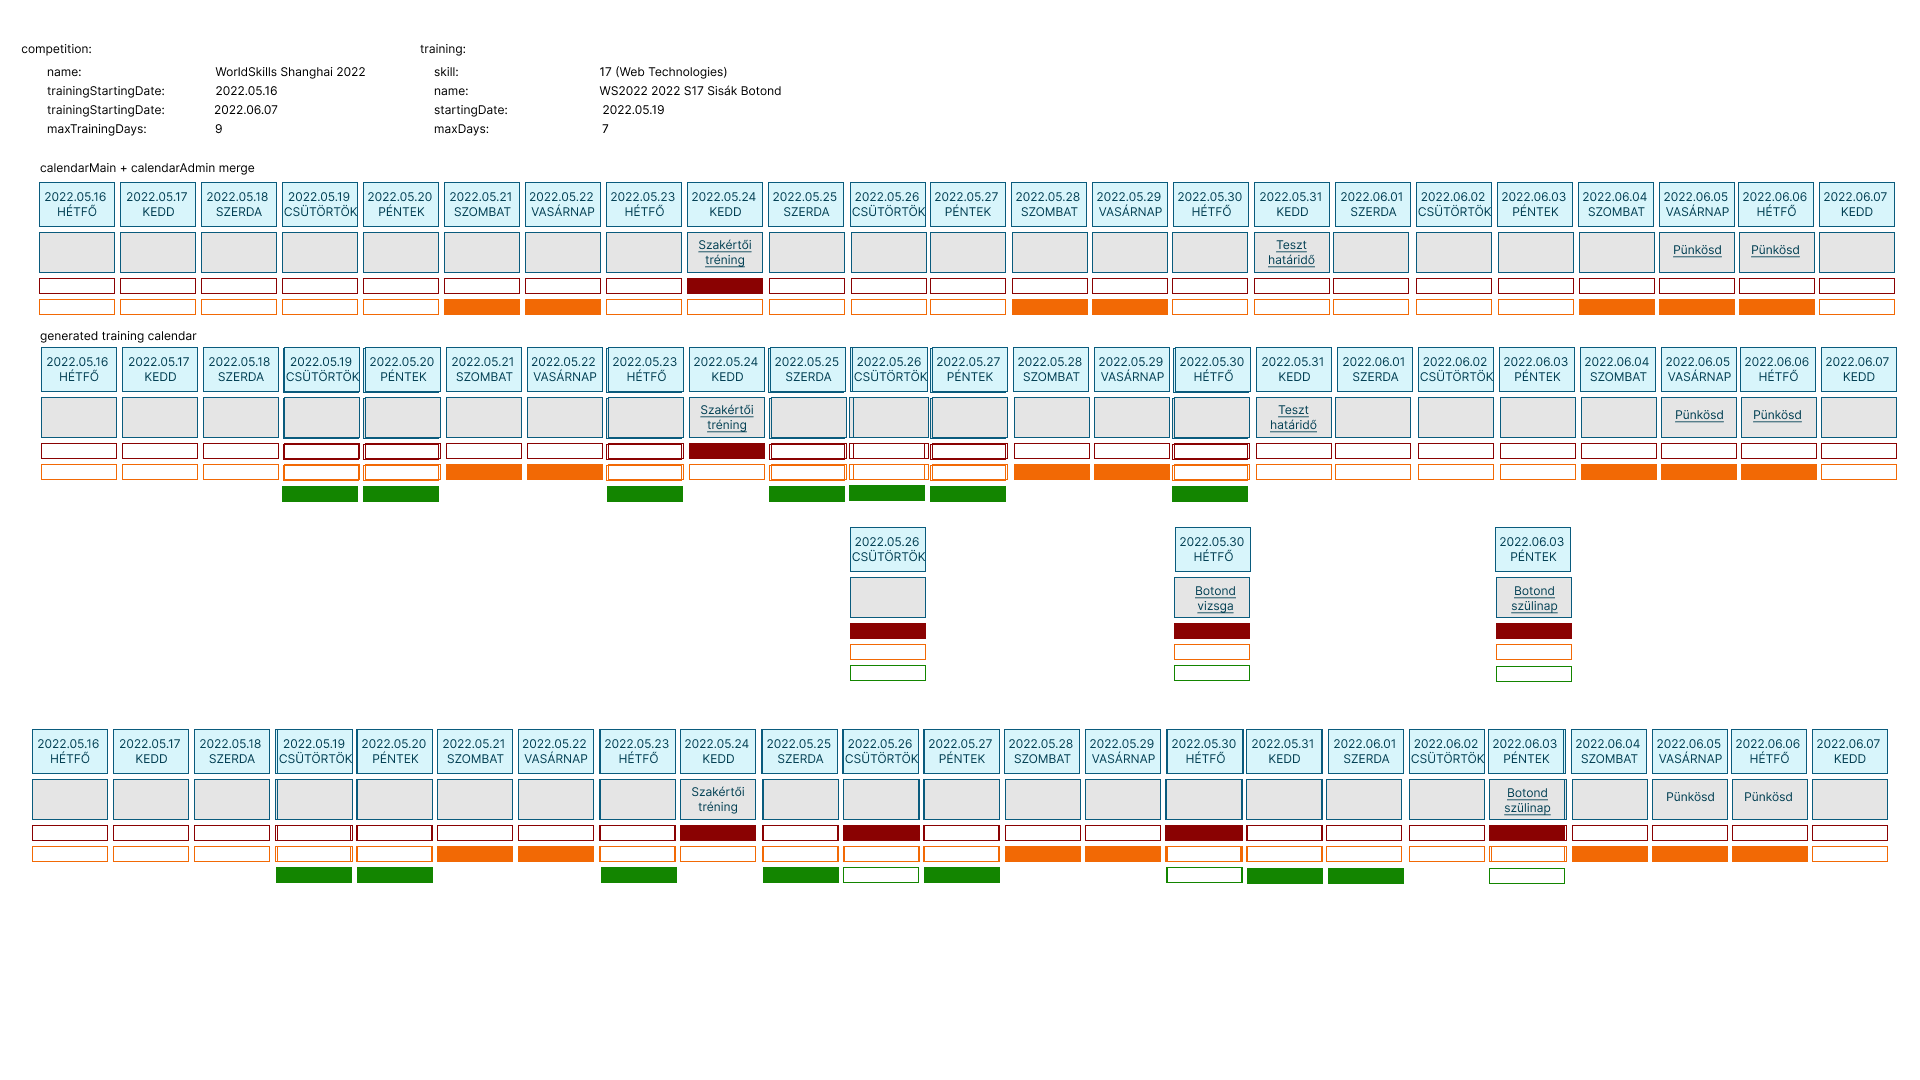 competition:
name: WorldSkills Shanghai 2022
trainingStartingDate: 2022.05.16
trainingStartingDate: 2022.06.07
maxTrainingDays: 9
training:
skill: 17 (Web Technologies)
name: WS2022 2022 S17 Sisák Botond
startingDate: 2022.05.19
maxDays: 7
calendarMain + calendarAdmin merge
2022.05.16 2022.05.17 2022.05.18 2022.05.19 2022.05.20 2022.05.21 2022.05.22 2022.05.23 2022.05.24 2022.05.25 2022.05.26 2022.05.27 2022.05.28 2022.05.29 2022.05.30 2022.05.31 2022.06.01 2022.06.02 2022.06.03 2022.06.04 2022.06.05 2022.06.06 2022.06.07
HÉTFŐ KEDD SZERDA CSÜTÖRTÖK PÉNTEK SZOMBAT VASÁRNAP HÉTFŐ KEDD SZERDA CSÜTÖRTÖK PÉNTEK SZOMBAT VASÁRNAP HÉTFŐ KEDD SZERDA CSÜTÖRTÖK PÉNTEK SZOMBAT VASÁRNAP HÉTFŐ KEDD
Szakértői Teszt Pünkösd Pünkösd
tréning határidő
generated training calendar
2022.05.16 2022.05.17 2022.05.18 2022.05.19 2022.05.20 2022.05.21 2022.05.22 2022.05.23 2022.05.24 2022.05.25 2022.05.26 2022.05.27 2022.05.28 2022.05.29 2022.05.30 2022.05.31 2022.06.01 2022.06.02 2022.06.03 2022.06.04 2022.06.05 2022.06.06 2022.06.07
HÉTFŐ KEDD SZERDA CSÜTÖRTÖK PÉNTEK SZOMBAT VASÁRNAP HÉTFŐ KEDD SZERDA CSÜTÖRTÖK PÉNTEK SZOMBAT VASÁRNAP HÉTFŐ KEDD SZERDA CSÜTÖRTÖK PÉNTEK SZOMBAT VASÁRNAP HÉTFŐ KEDD
Szakértői Teszt Pünkösd Pünkösd
tréning határidő
2022.05.26 2022.05.30 2022.06.03
CSÜTÖRTÖK HÉTFŐ PÉNTEK
Botond Botond
vizsga szülinap
2022.05.16 2022.05.17 2022.05.18 2022.05.19 2022.05.20 2022.05.21 2022.05.22 2022.05.23 2022.05.24 2022.05.25 2022.05.26 2022.05.27 2022.05.28 2022.05.29 2022.05.30 2022.05.31 2022.06.01 2022.06.02 2022.06.03 2022.06.04 2022.06.05 2022.06.06 2022.06.07
HÉTFŐ KEDD SZERDA CSÜTÖRTÖK PÉNTEK SZOMBAT VASÁRNAP HÉTFŐ KEDD SZERDA CSÜTÖRTÖK PÉNTEK SZOMBAT VASÁRNAP HÉTFŐ KEDD SZERDA CSÜTÖRTÖK PÉNTEK SZOMBAT VASÁRNAP HÉTFŐ KEDD
Szakértői Botond Pünkösd Pünkösd
tréning szülinap